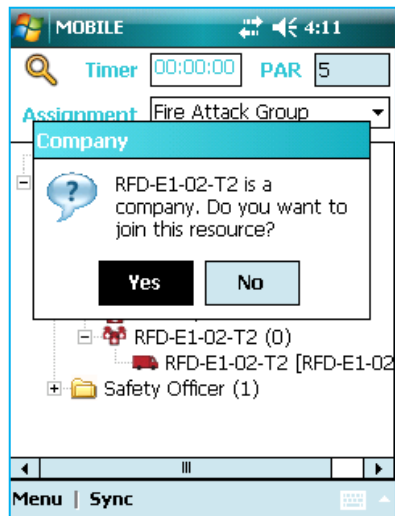 MOBILE 4:11
Timer 00:00:00 PAR 5
Assignment Fire Attack Group
Company
RFD-E1-02-T2 is a
company. Do you want to
join this resource?
Yes No
RFD-E1-02-T2 (0)
RFD-E1-02-T2 [RFD-E1-02
Safety Officer (1)
Menu | Sync